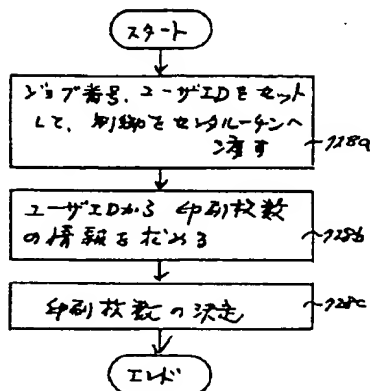 スタート
ジョブ番号、ユーザIDをセット
して、制御をセンタルーチンへ
渡す
728a
ユーザIDから 印刷枚数
の情報を求める
728b
印刷枚数の決定
728c
エンド